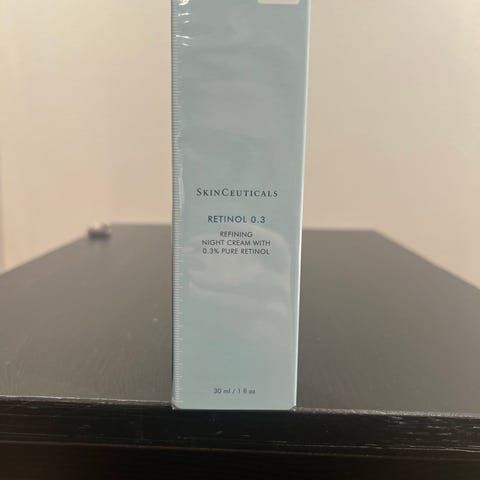 SKINCEUTICALS
RETINOL 0.3
REFINING
NIGHT CREAM WITH
0.3% PURE RETINOL
30 ml / 1 fl oz